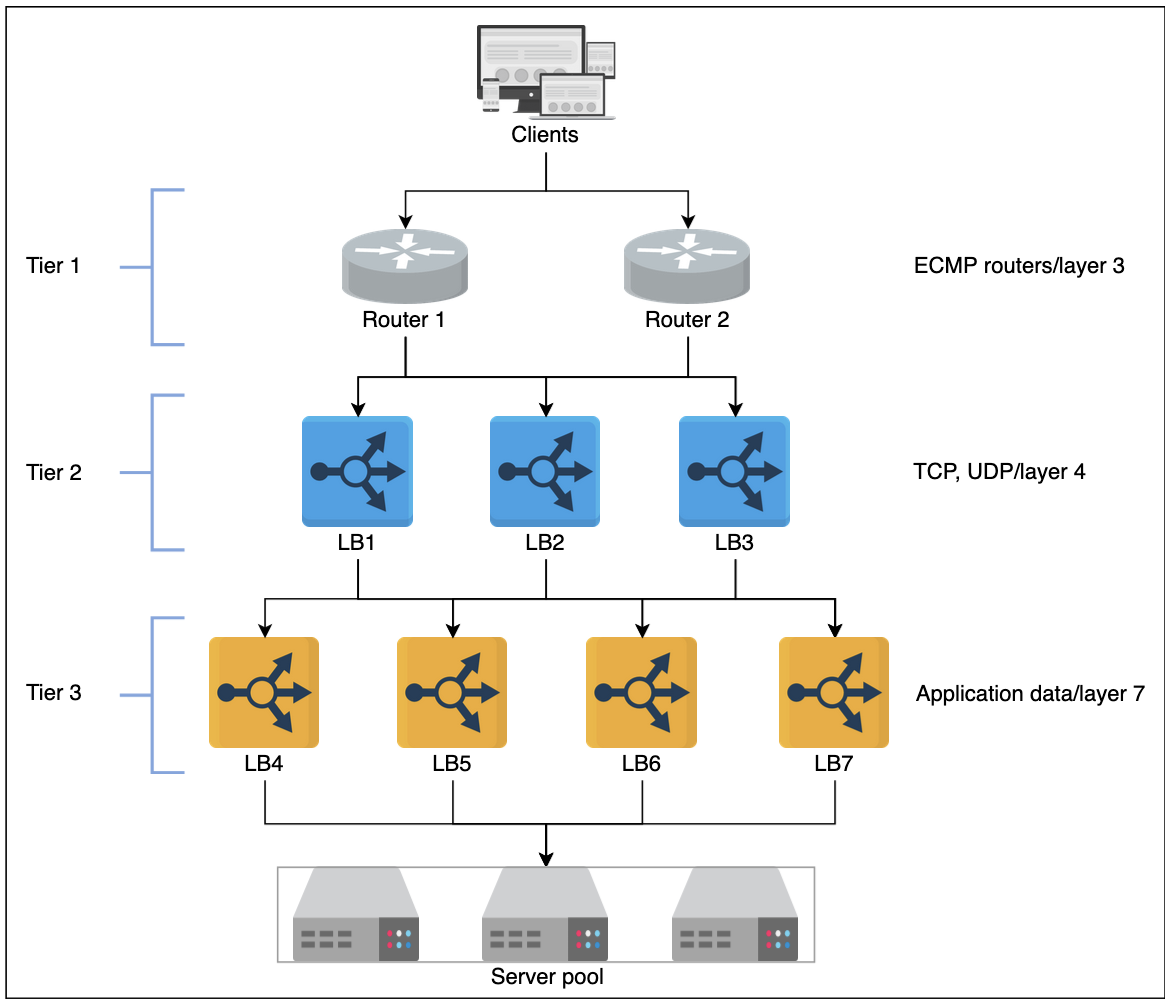 Clients
Tier 1
ECMP routers/layer 3
Router 1
Router 2
Tier 2
TCP, UDP/layer 4
LB1
LB2
LB3
Tier 3
Application data/layer 7
LB4
LB5
LB6
LB7
Server pool